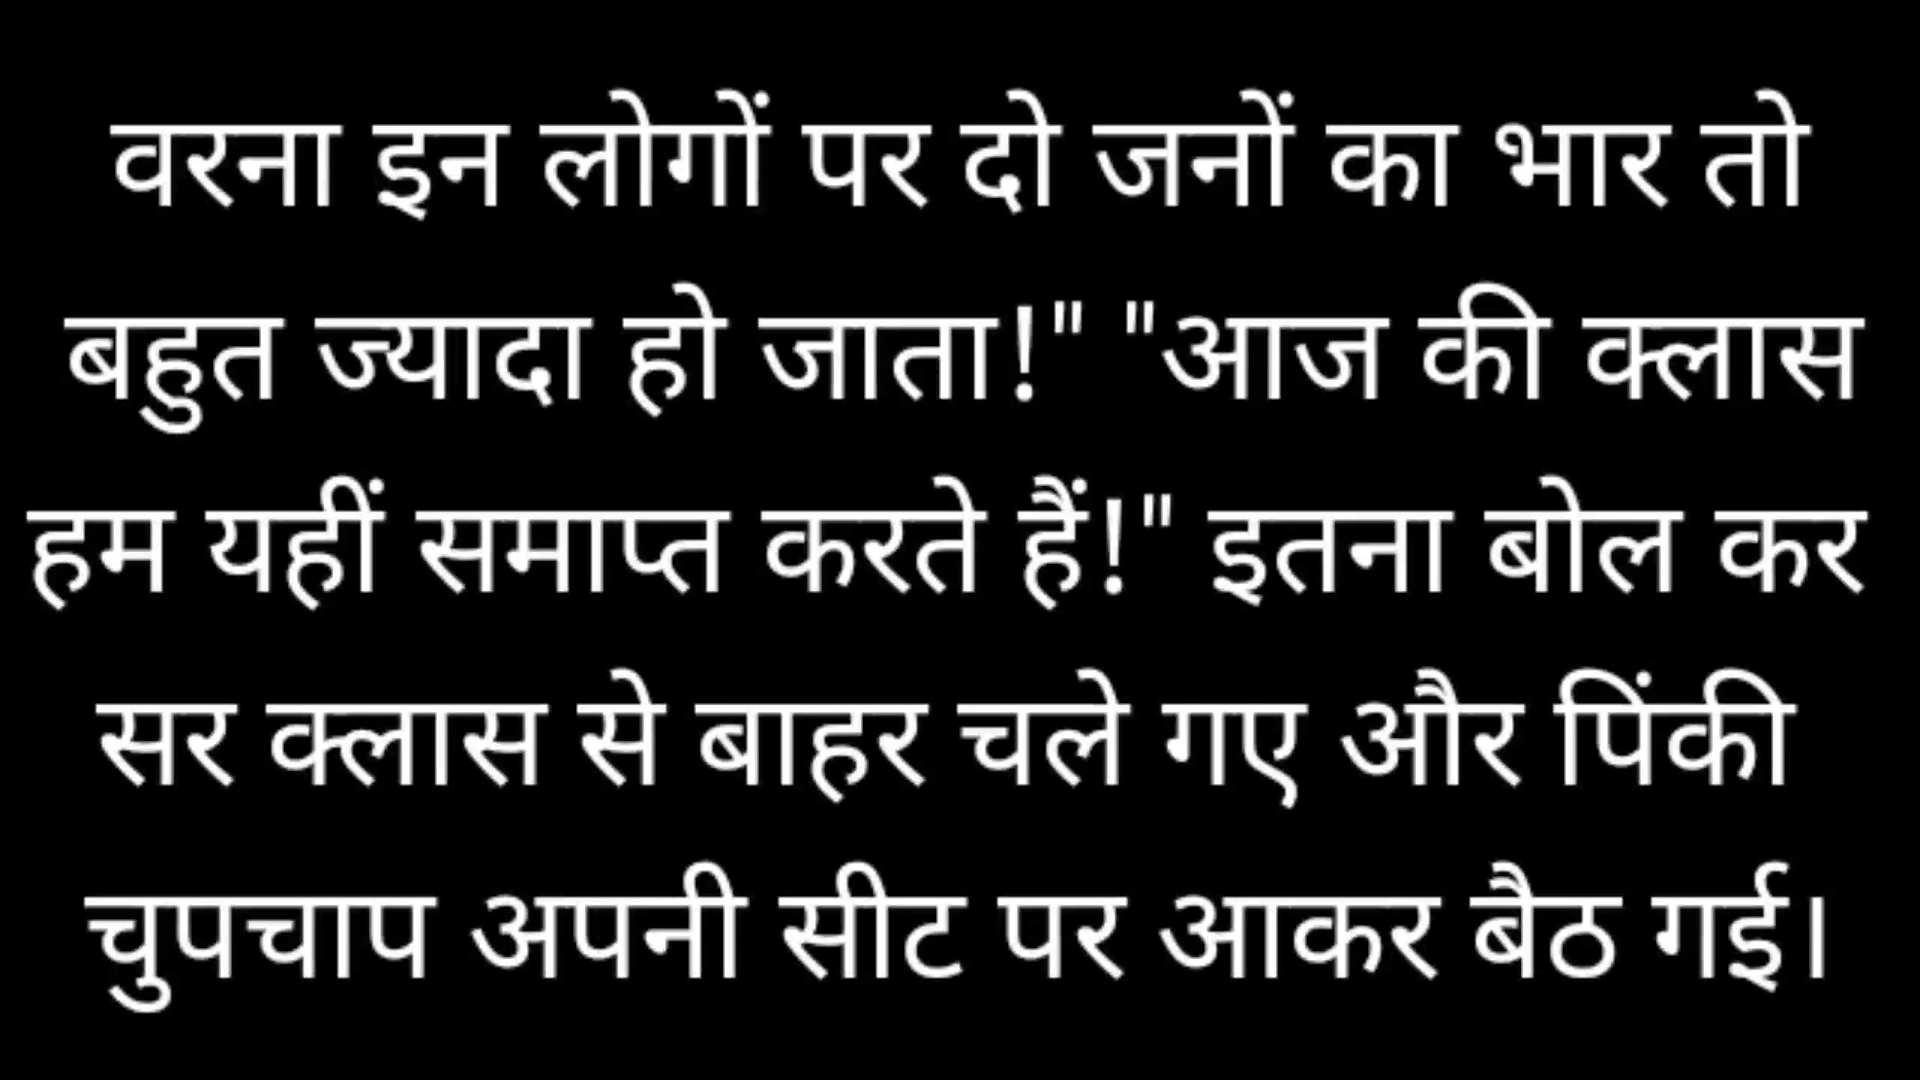 वरना इन लोगों पर दो जनों का भार तो
बहुत ज्यादा हो जाता!" "आज की क्लास
हम यहीं समाप्त करते हैं!" इतना बोल कर
सर क्लास से बाहर चले गए और पिंकी
चुपचाप अपनी सीट पर आकर बैठ गई।